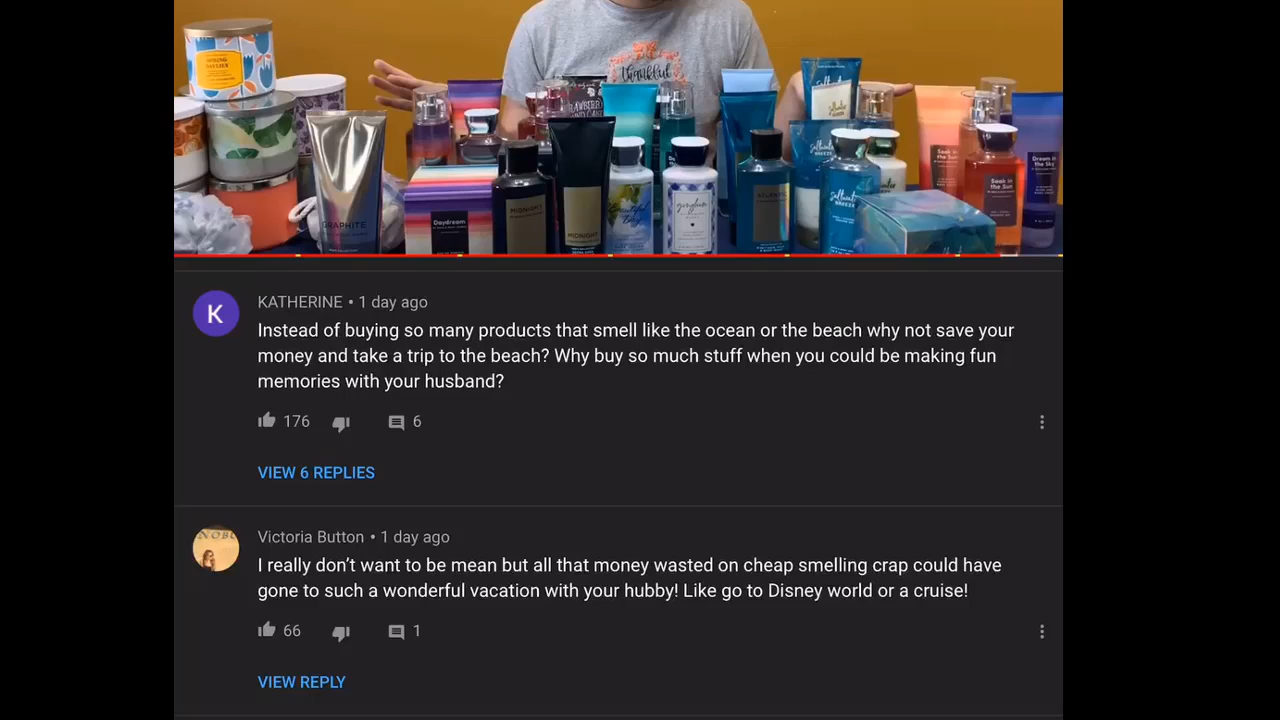 SPRING
Thankful
GRAPHITE
Daydream
MIDNIGHT
MIDNIGHT
gingham
ATLANTIS
Saltwater
BREEZE
Soak in
the Sun
Dream in
the Sky
K
KATHERINE • 1 day ago
Instead of buying so many products that smell like the ocean or the beach why not save your
money and take a trip to the beach? Why buy so much stuff when you could be making fun
memories with your husband?
176
6
VIEW 6 REPLIES
NOBU
Victoria Button • 1 day ago
I really don’t want to be mean but all that money wasted on cheap smelling crap could have
gone to such a wonderful vacation with your hubby! Like go to Disney world or a cruise!
66
1
VIEW REPLY